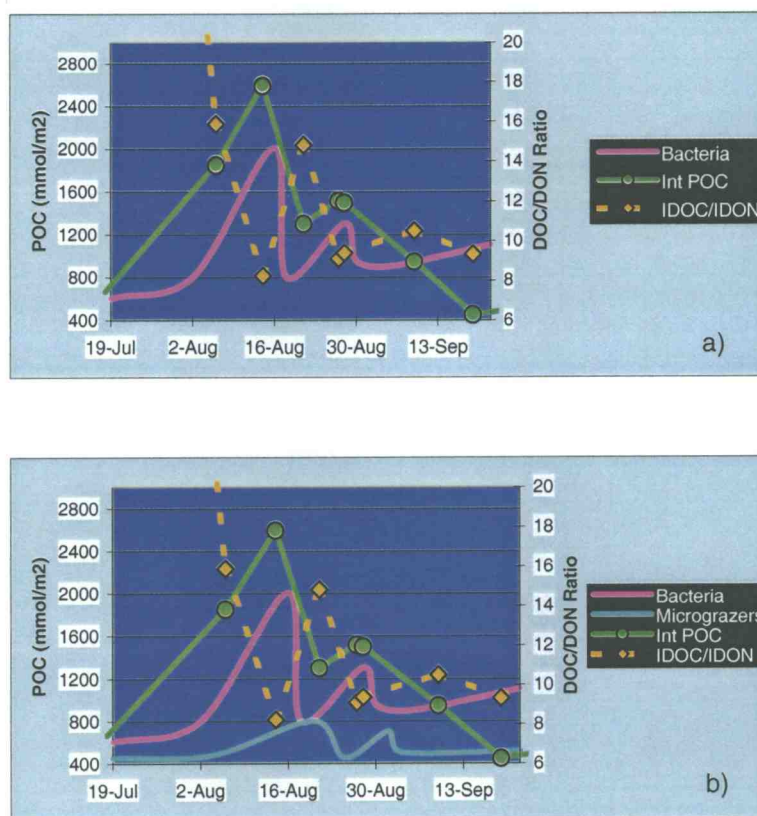 2800
2400
2000
1600
1200
800
400
POC (mmol/m2)
20
18
16
14
12
10
8
6
DOC/DON Ratio
19-Jul 2-Aug 16-Aug 30-Aug 13-Sep
Bacteria
Int POC
IDOC/IDON
a)
2800
2400
2000
1600
1200
800
400
POC (mmol/m2)
20
18
16
14
12
10
8
6
DOC/DON Ratio
19-Jul 2-Aug 16-Aug 30-Aug 13-Sep
Bacteria
Micrograzers
Int POC
IDOC/IDON
b)